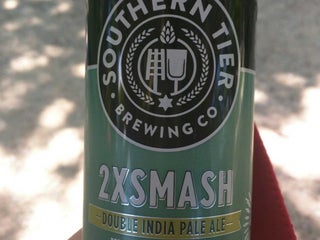 SOUTHERN TIER
BREWING CO.
2XSMASH
DOUBLE INDIA PALE ALE